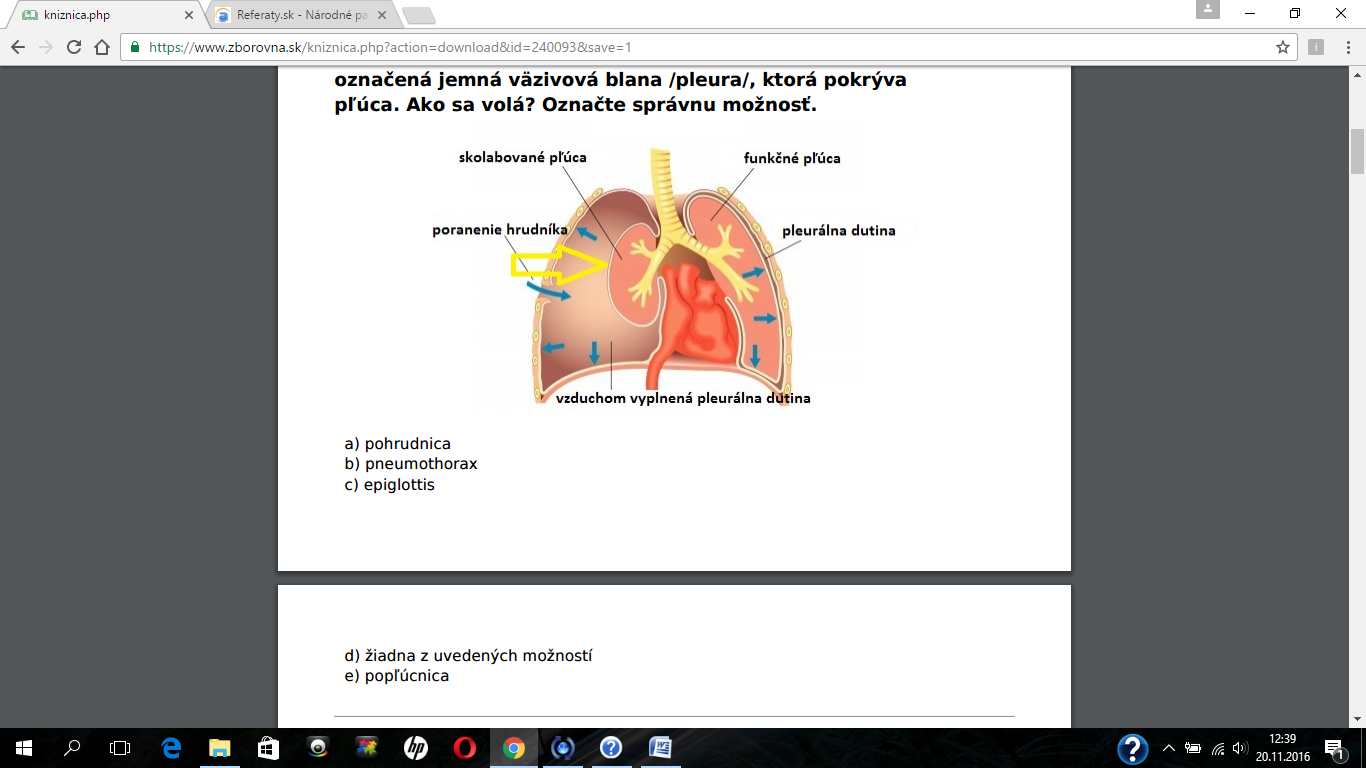 kniznica.php
Referaty.sk - Národné pa
https://www.zborovna.sk/kniznica.php?action=download&id=240093&save=1
označená jemná väzivová blana /pleura/, ktorá pokrýva
pľúca. Ako sa volá? Označte správnu možnosť.
skolabované pľúca
funkčné pľúca
poranenie hrudníka
pleurálna dutina
vzduchom vyplnená pleurálna dutina
a) pohrudnica
b) pneumothorax
c) epiglottis
d) žiadna z uvedených možností
e) popľúcnica
12:39
20.11.2016
1